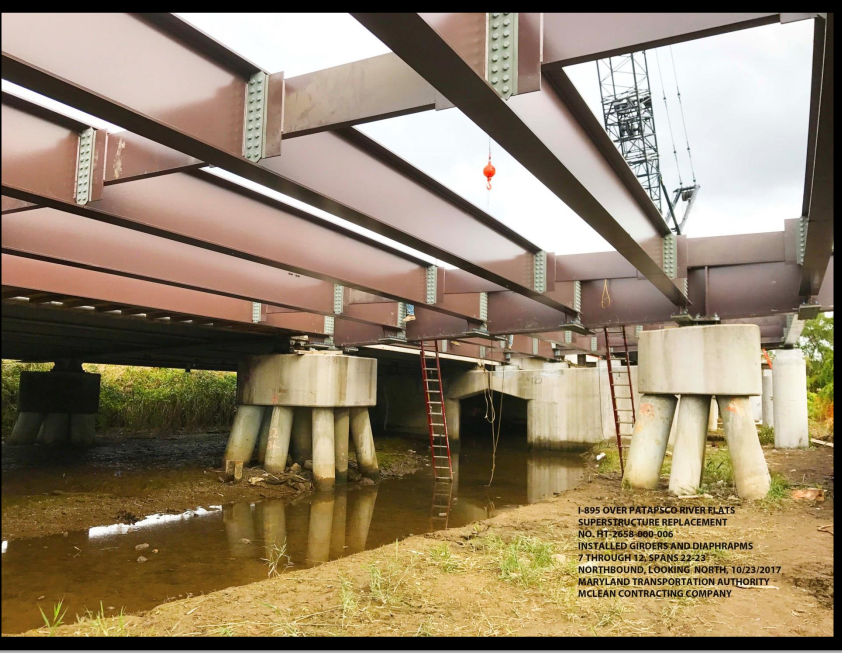 I-895 OVER PATAPSCO RIVER FLATS
SUPERSTRUCTURE REPLACEMENT
NO. HT-2658-000-006
INSTALLED GIRDERS AND DIAPHRAPMS
7 THROUGH 12, SPANS 22-23
NORTHBOUND, LOOKING NORTH, 10/23/2017
MARYLAND TRANSPORTATION AUTHORITY
MCLEAN CONTRACTING COMPANY